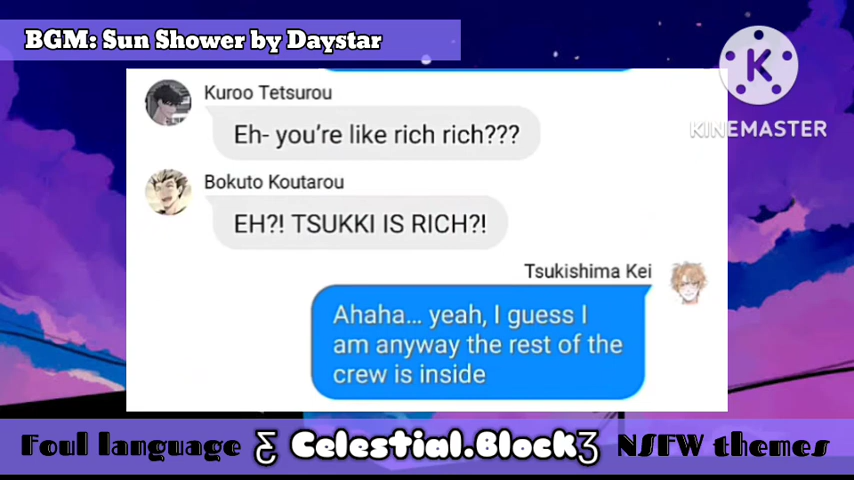 BGM: Sun Shower by Daystar
K
KINEMASTER
Kuroo Tetsurou
Eh- you're like rich rich???
Bokuto Koutarou
EH?! TSUKKI IS RICH?!
Tsukishima Kei
Ahaha... yeah, I guess I
am anyway the rest of the
crew is inside
Foul language ƸCelestial.BlockƷ NSFW themes